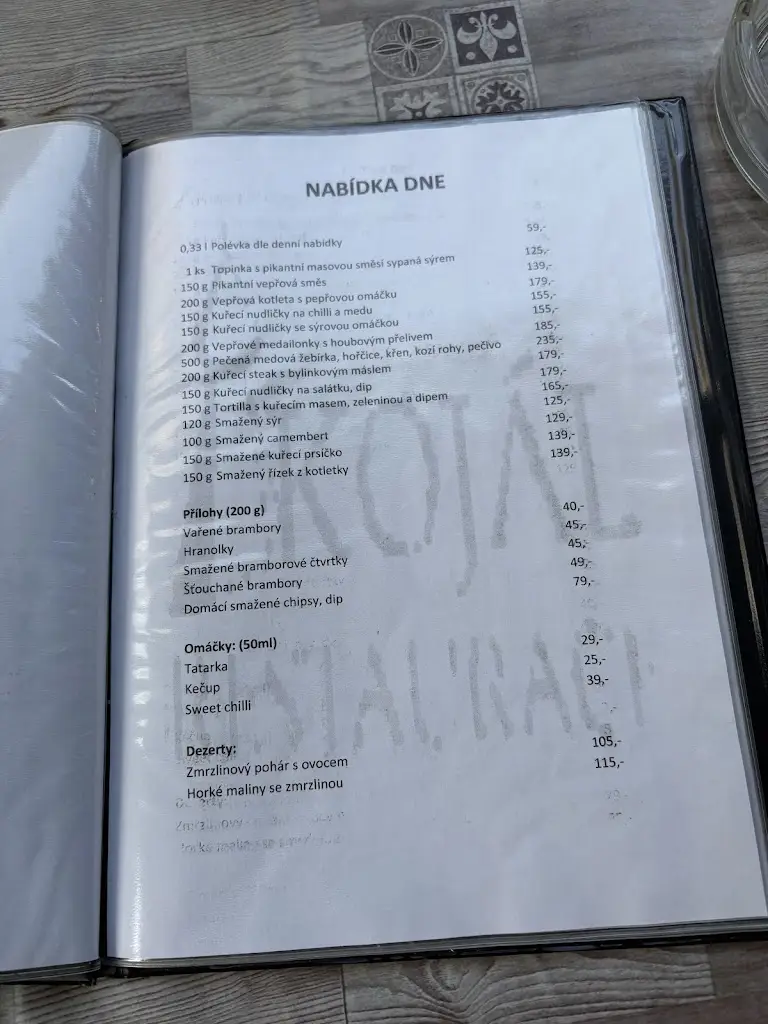 NABÍDKA DNE
0,33 l Polévka dle denní nabídky 59,-
1 ks Topinka s pikantní masovou směsí sypaná sýrem 125,-
150 g Pikantní vepřová směs 139,-
200 g Vepřová kotleta s pepřovou omáčku 179,-
150 g Kuřecí nudličky na chilli a medu 155,-
150 g Kuřecí nudličky se sýrovou omáčkou 155,-
200 g Vepřové medailonky s houbovým přelivem 185,-
500 g Pečená medová žebírka, hořčice, křen, kozí rohy, pečivo 235,-
200 g Kuřecí steak s bylinkovým máslem 179,-
150 g Kuřecí nudličky na salátku, dip 179,-
150 g Tortilla s kuřecím masem, zeleninou a dipem 165,-
120 g Smažený sýr 125,-
100 g Smažený camembert 129,-
150 g Smažené kuřecí prsíčko 139,-
150 g Smažený řízek z kotletky 139,-
Přílohy (200 g)
Vařené brambory 40,-
Hranolky 45,-
Smažené bramborové čtvrtky 45,-
Šťouchané brambory 49,-
Domácí smažené chipsy, dip 79,-
Omáčky: (50ml)
Tatarka 29,-
Kečup 25,-
Sweet chilli 39,-
Dezerty:
Zmrzlinový pohár s ovocem 105,-
Horké maliny se zmrzlinou 115,-